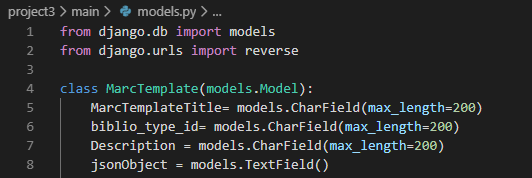 project3 > main > models.py > ...
1 from django.db import models
2 from django.urls import reverse
3
4 class MarcTemplate(models.Model):
5 MarcTemplateTitle= models.CharField(max_length=200)
6 biblio_type_id= models.CharField(max_length=200)
7 Description = models.CharField(max_length=200)
8 jsonObject = models.TextField()